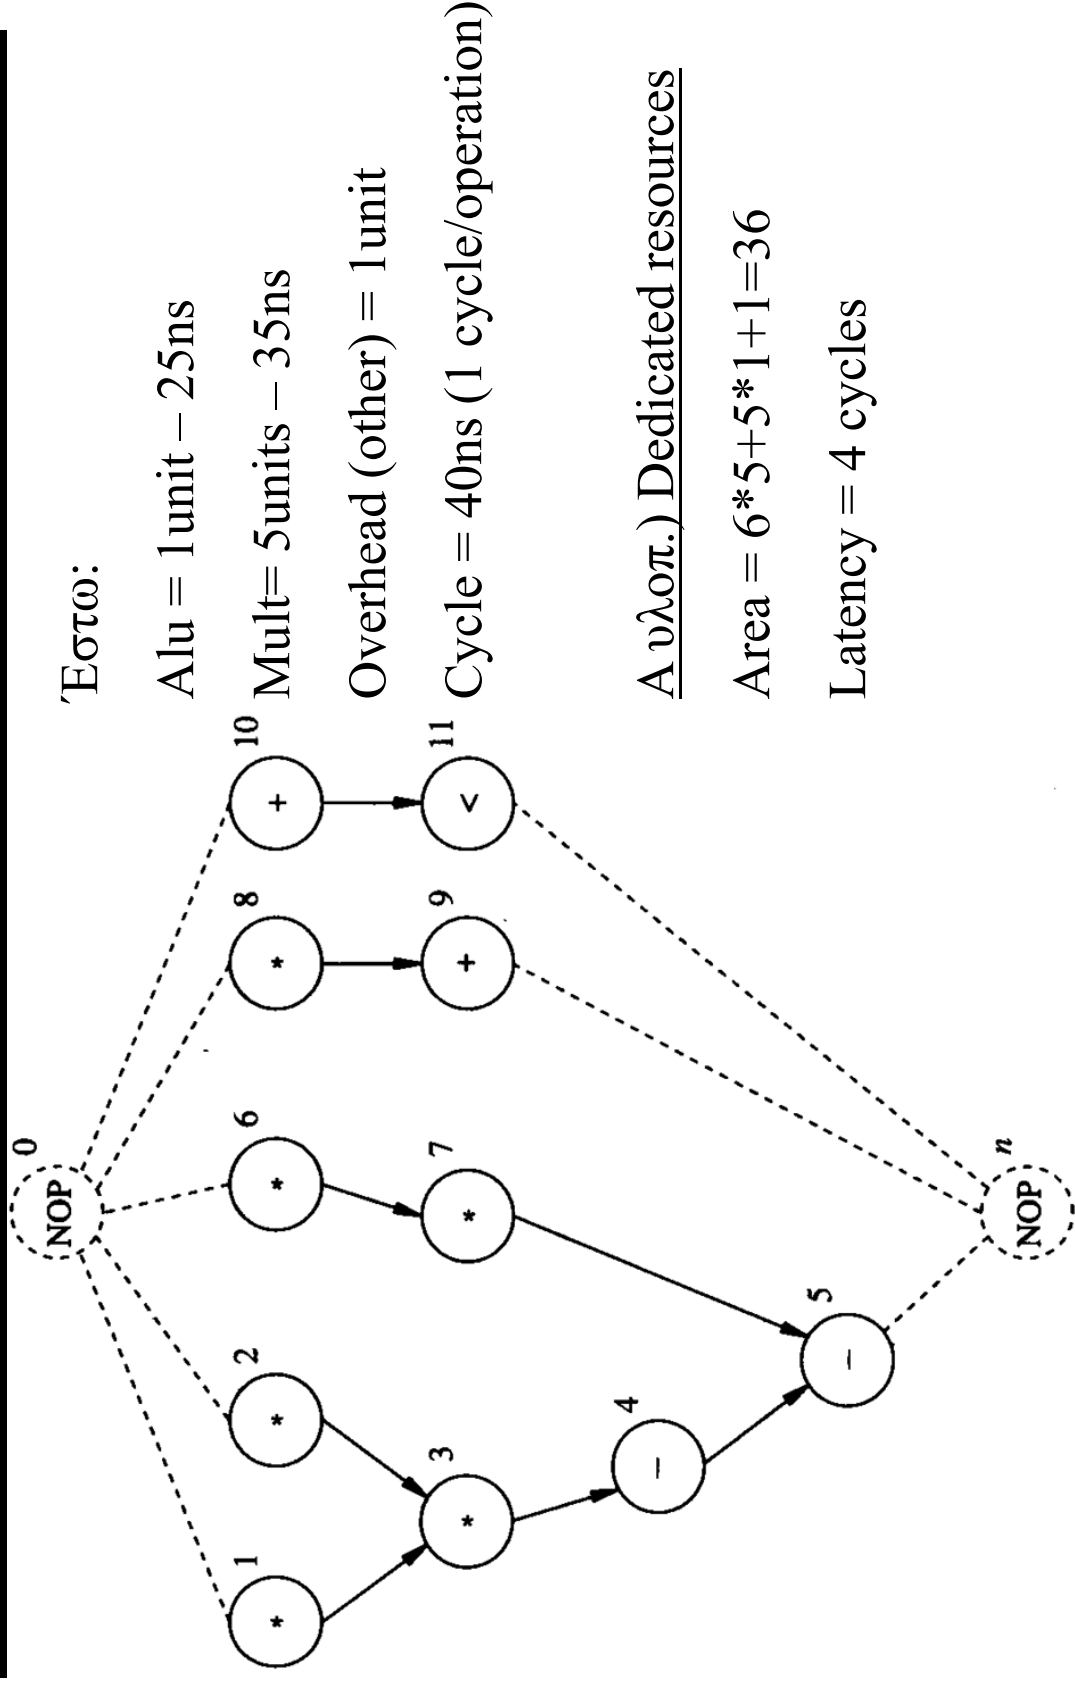 Έστω:
Alu = 1unit – 25ns
Mult= 5units – 35ns
Overhead (other) = 1unit
Cycle = 40ns (1 cycle/operation)
Α υλοπ.) Dedicated resources
Area = 6*5+5*1+1=36
Latency = 4 cycles
NOP 0
1 2 6 8 10
* * * * +
3 7 9 11
* * + <
4
–
5
–
NOP n